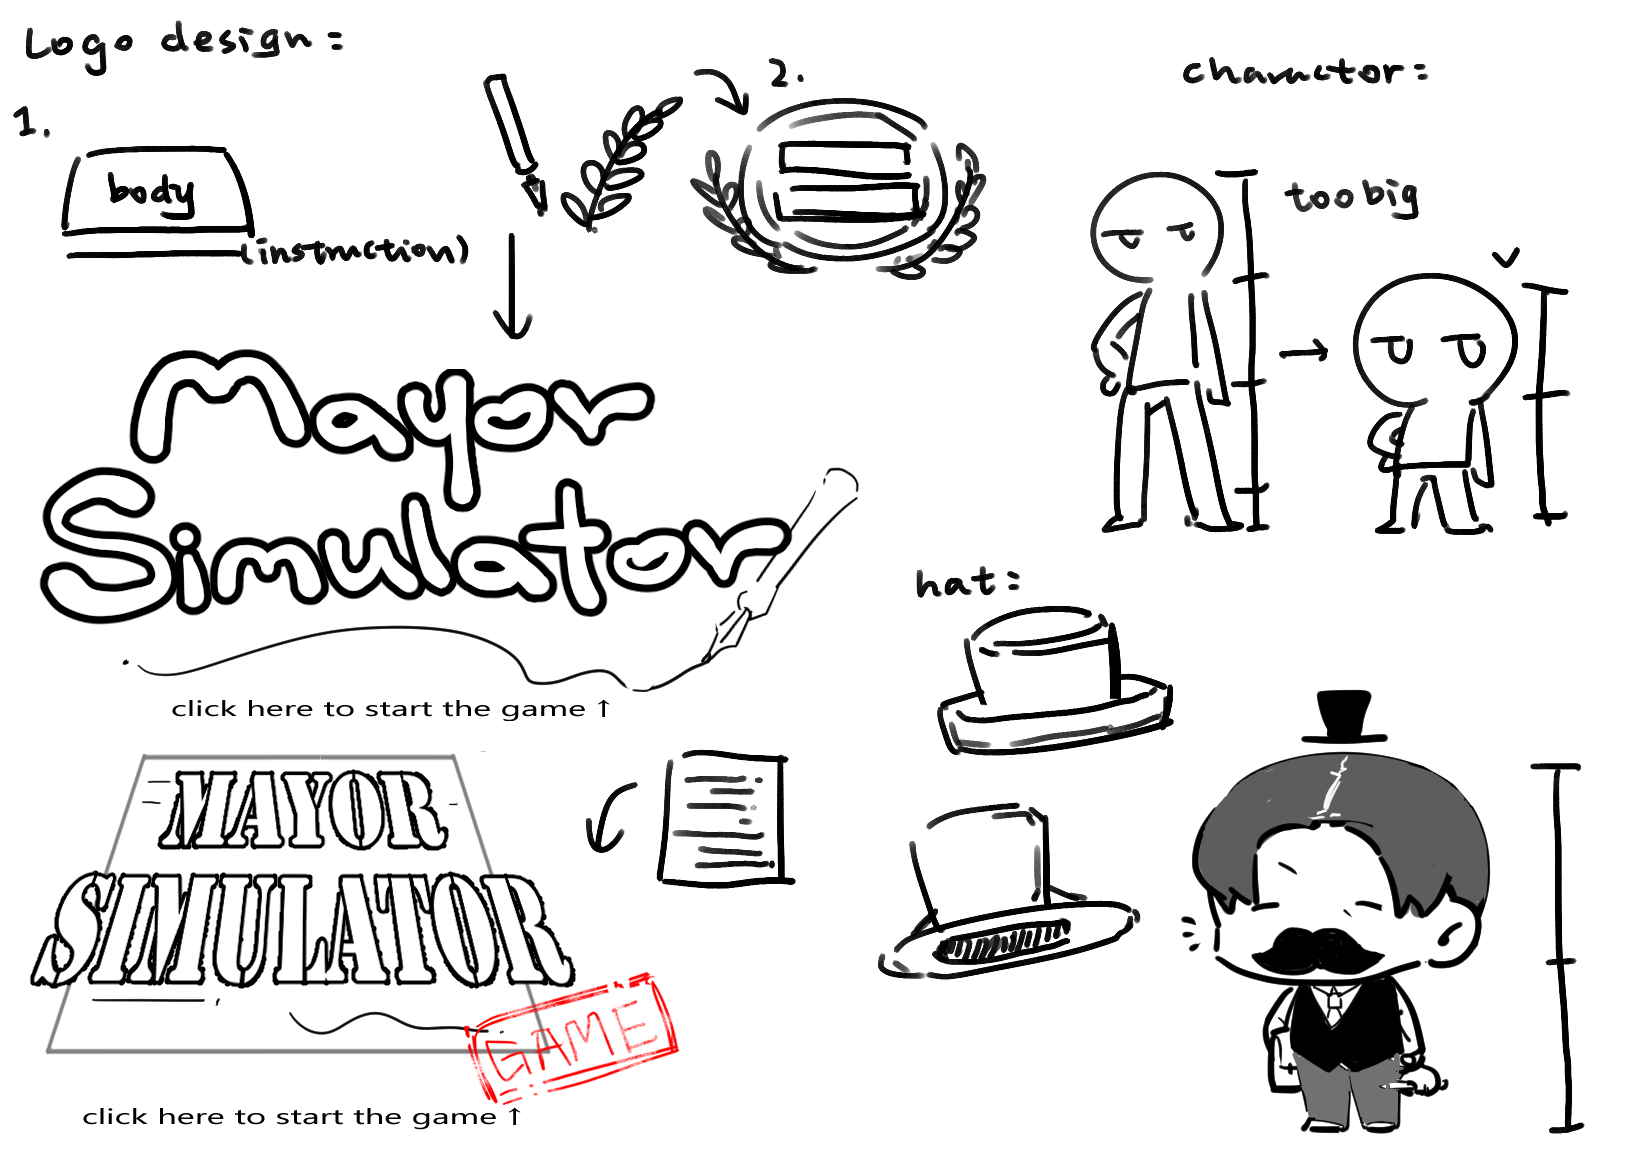 Logo design:
1.
body
(instruction)
2.
Mayor
Simulator
click here to start the game ↑
MAYOR
SIMULATOR
GAME
click here to start the game ↑
charactor:
too big
hat: